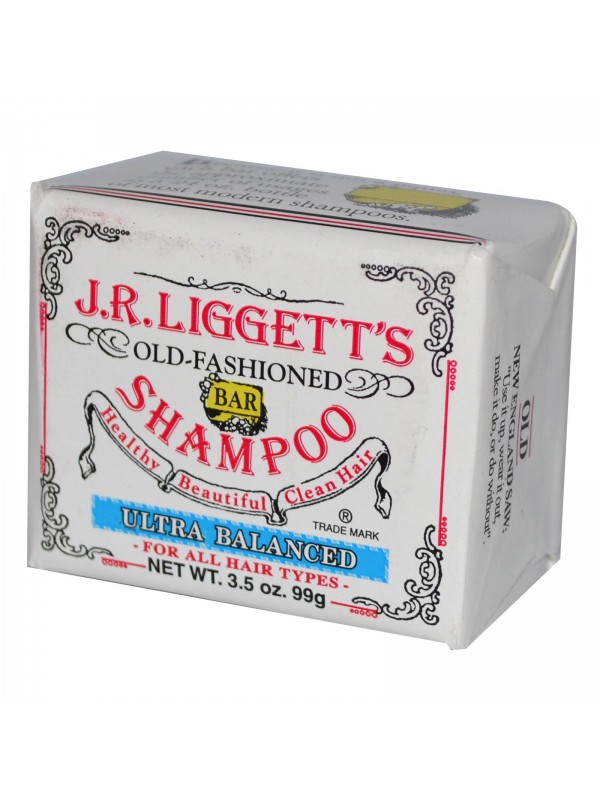 of most modern shampoos.
J.R. LIGGETT'S
OLD-FASHIONED
BAR
SHAMPOO
Healthy Beautiful Clean Hair
®
TRADE MARK
ULTRA BALANCED
- FOR ALL HAIR TYPES -
NET WT. 3.5 oz. 99g
OLD
NEW ENGLAND SAW:
"Use it up, wear it out,
make it do, or do without".